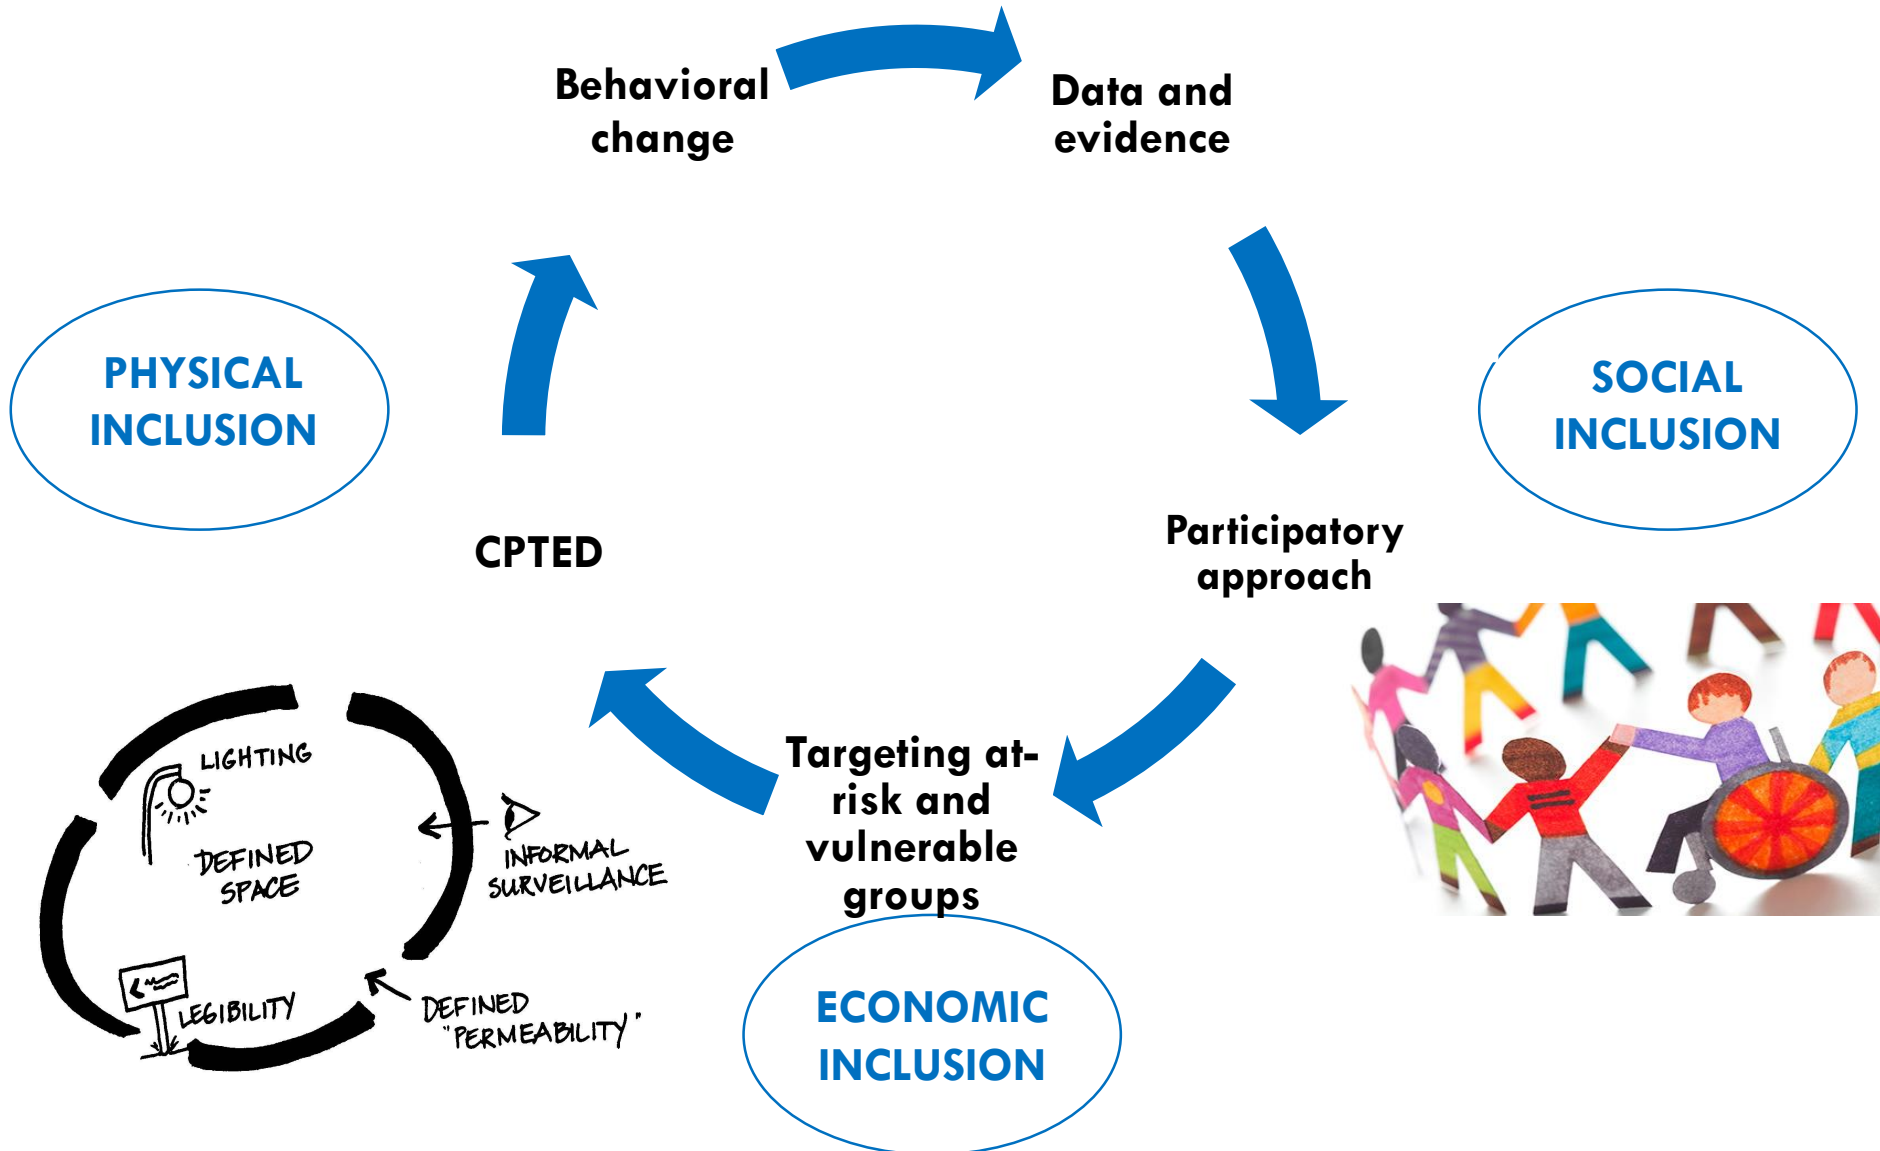 Behavioral
change
Data and
evidence
PHYSICAL
INCLUSION
SOCIAL
INCLUSION
CPTED
Participatory
approach
Targeting at-
risk and
vulnerable
groups
LIGHTING
DEFINED
SPACE
INFORMAL
SURVEILLANCE
LEGIBILITY
DEFINED
"PERMEABILITY"
ECONOMIC
INCLUSION